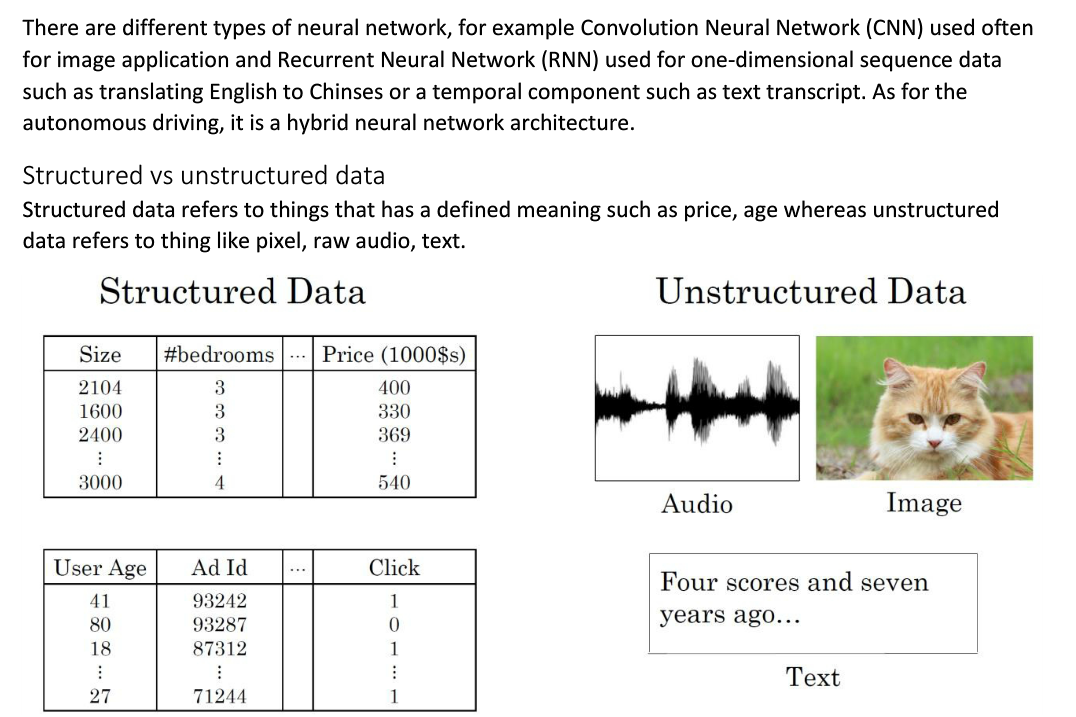 There are different types of neural network, for example Convolution Neural Network (CNN) used often
for image application and Recurrent Neural Network (RNN) used for one-dimensional sequence data
such as translating English to Chinses or a temporal component such as text transcript. As for the
autonomous driving, it is a hybrid neural network architecture.
Structured vs unstructured data
Structured data refers to things that has a defined meaning such as price, age whereas unstructured
data refers to thing like pixel, raw audio, text.
Structured Data
Size #bedrooms ... Price (1000$s)
2104 3 400
1600 3 330
2400 3 369
⋮ ⋮ ⋮
3000 4 540
User Age Ad Id ... Click
41 93242 1
80 93287 0
18 87312 1
⋮ ⋮ ⋮
27 71244 1
Unstructured Data
Audio
Image
Four scores and seven
years ago...
Text